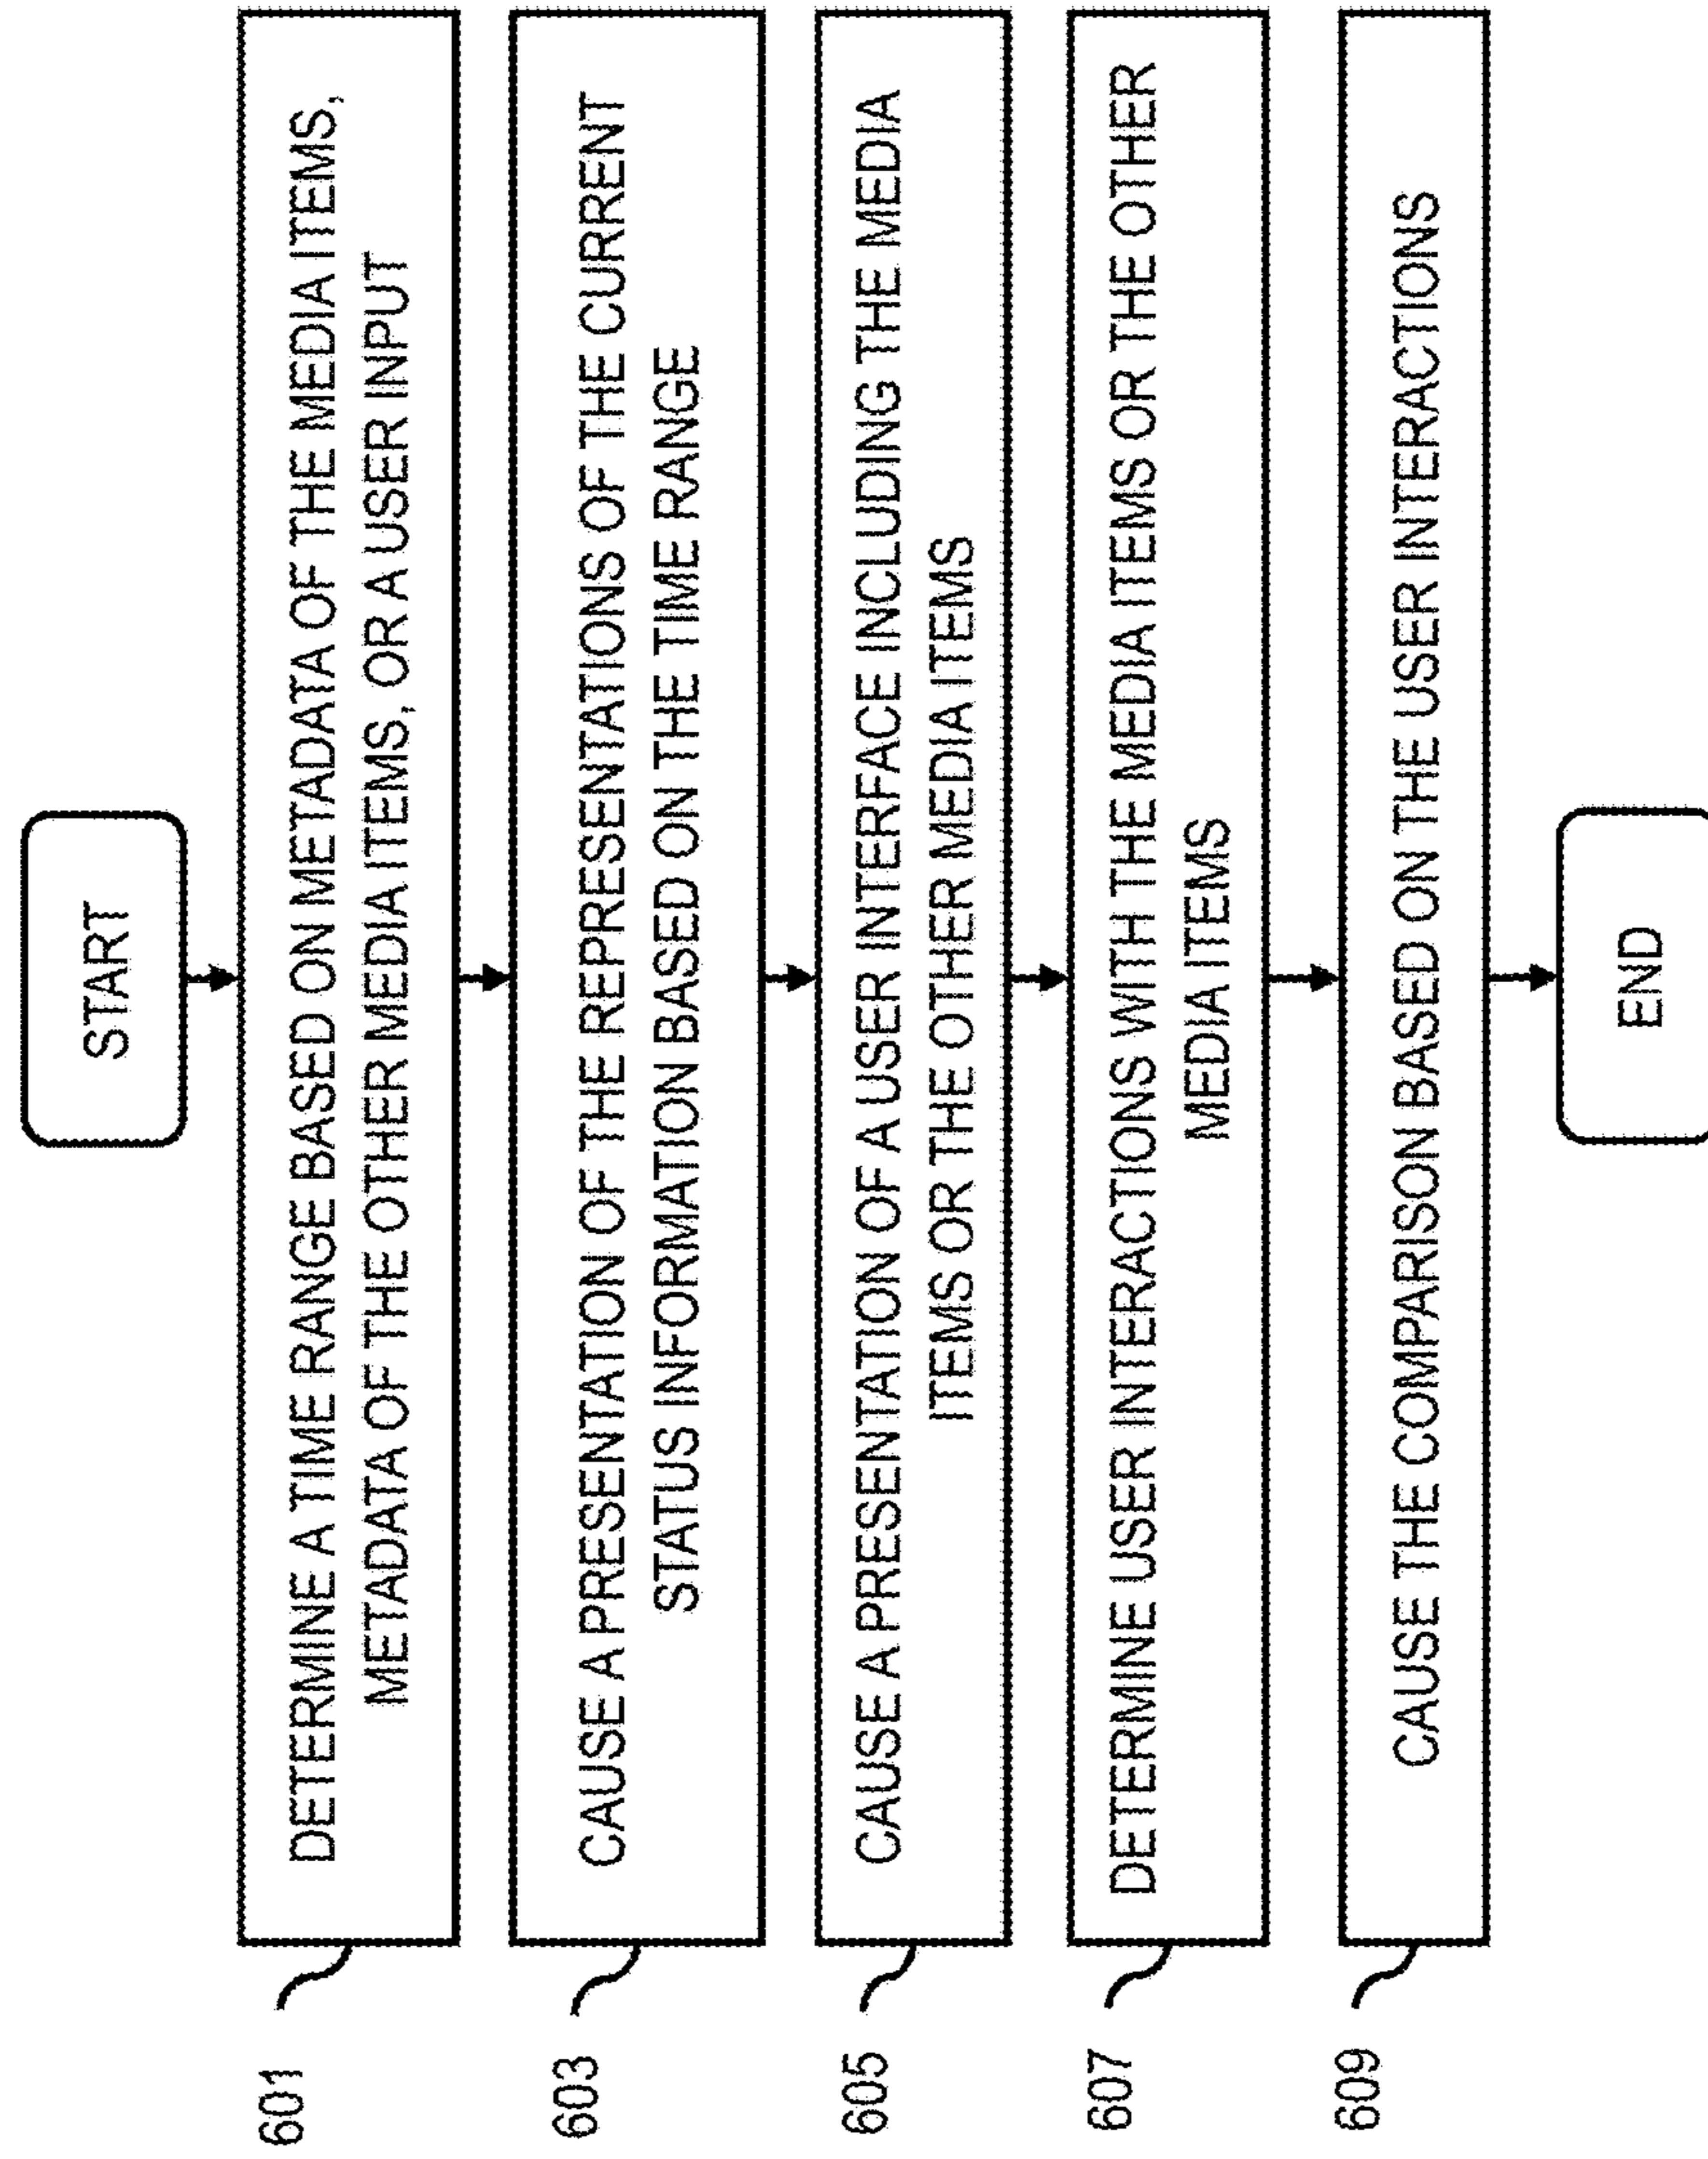 START
601
DETERMINE A TIME RANGE BASED ON METADATA OF THE MEDIA ITEMS,
METADATA OF THE OTHER MEDIA ITEMS, OR A USER INPUT
603
CAUSE A PRESENTATION OF THE REPRESENTATIONS OF THE CURRENT
STATUS INFORMATION BASED ON THE TIME RANGE
605
CAUSE A PRESENTATION OF A USER INTERFACE INCLUDING THE MEDIA
ITEMS OR THE OTHER MEDIA ITEMS
607
DETERMINE USER INTERACTIONS WITH THE MEDIA ITEMS OR THE OTHER
MEDIA ITEMS
609
CAUSE THE COMPARISON BASED ON THE USER INTERACTIONS
END